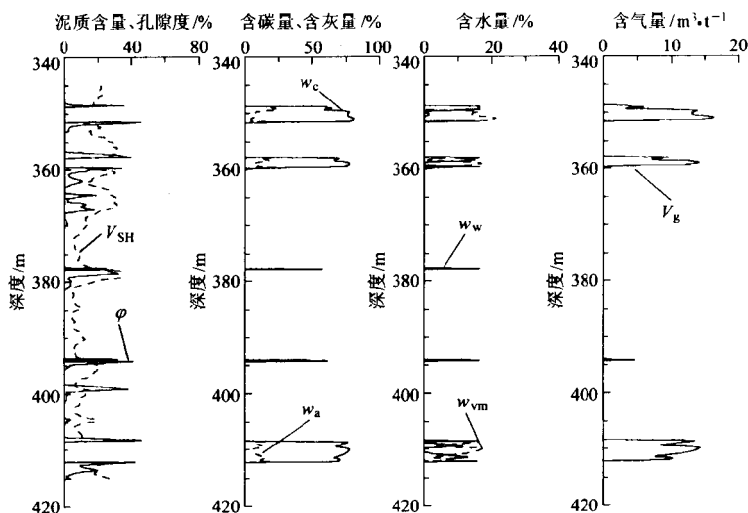 泥质含量、孔隙度/% 含碳量、含灰量/% 含水量/% 含气量/m³•t⁻¹
0 40 80 0 50 100 0 20 40 0 10 20
340 340 340 340
w_c
360 360 360 360
V_SH w_w V_g
深度/m 深度/m 深度/m 深度/m
380 380 380 380
φ
400 400 400 400
w_a w_vm
420 420 420 420